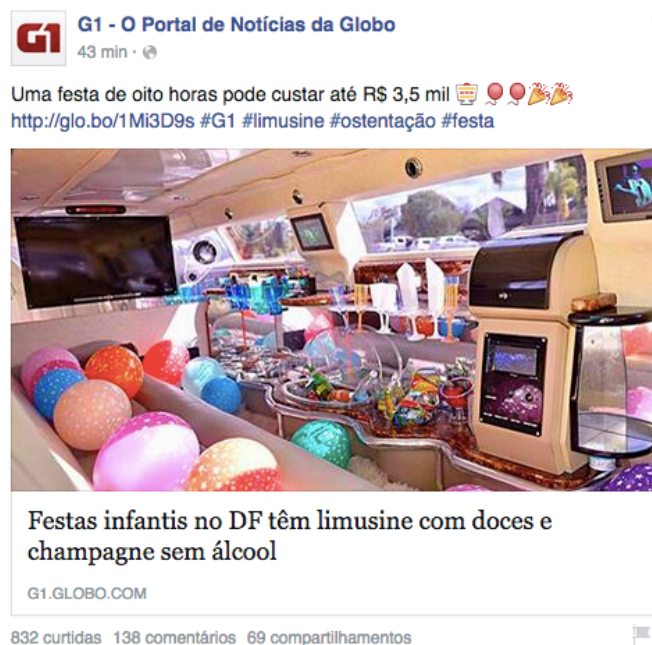 G1
G1 - O Portal de Notícias da Globo
43 min ·
Uma festa de oito horas pode custar até R$ 3,5 mil
http://glo.bo/1Mi3D9s #G1 #limusine #ostentação #festa
Festas infantis no DF têm limusine com doces e
champagne sem álcool
G1.GLOBO.COM
832 curtidas 138 comentários 69 compartilhamentos